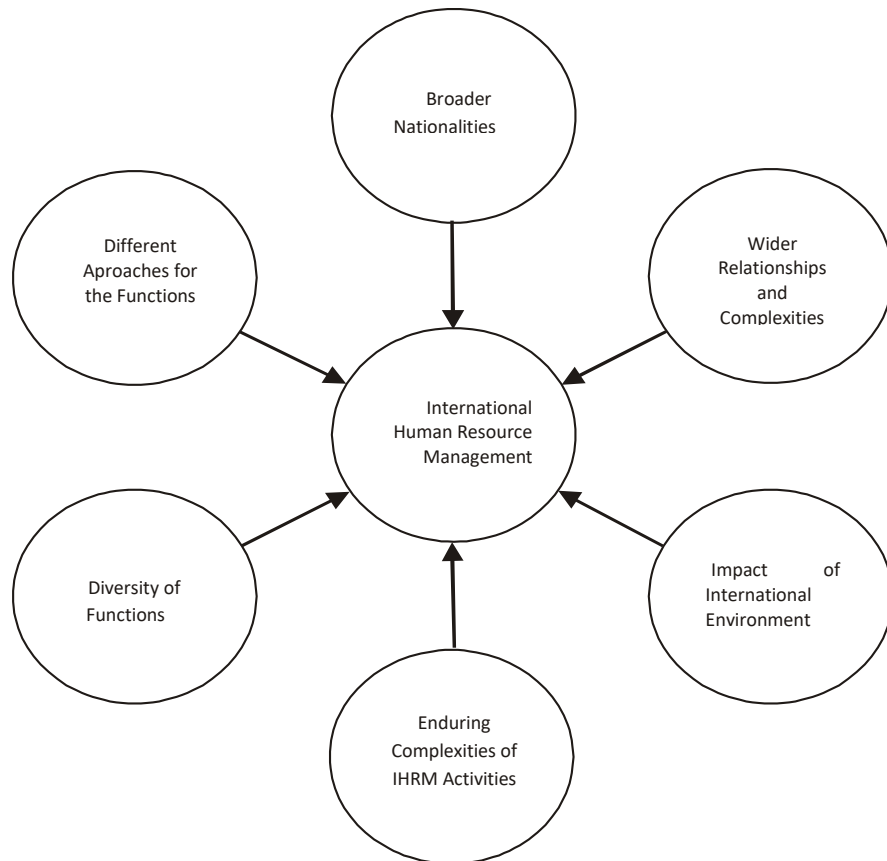 Broader
Nationalities
Different
Aproaches for
the Functions
Wider
Relationships
and
Complexities
International
Human Resource
Management
Diversity of
Functions
Impact of
International
Environment
Enduring
Complexities of
IHRM Activities